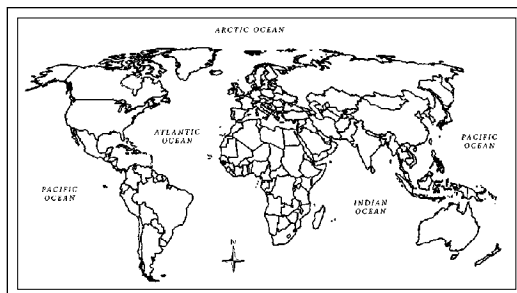 ARCTIC OCEAN
ATLANTIC
OCEAN
PACIFIC
OCEAN
PACIFIC
OCEAN
INDIAN
OCEAN
N